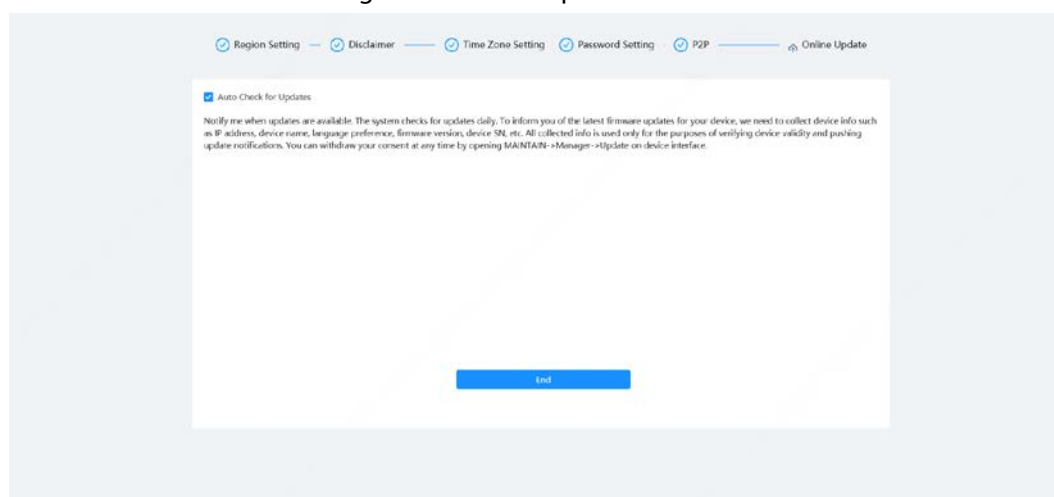 Region Setting Disclaimer Time Zone Setting Password Setting P2P Online Update
Auto Check for Updates
Notify me when updates are available. The system checks for updates daily. To inform you of the latest firmware updates for your device, we need to collect device info such
as IP address, device name, language preference, firmware version, device SN, etc. All collected info is used only for the purposes of verifying device validity and pushing
update notifications. You can withdraw your consent at any time by opening MAINTAIN->Manager->Update on device interface.
End